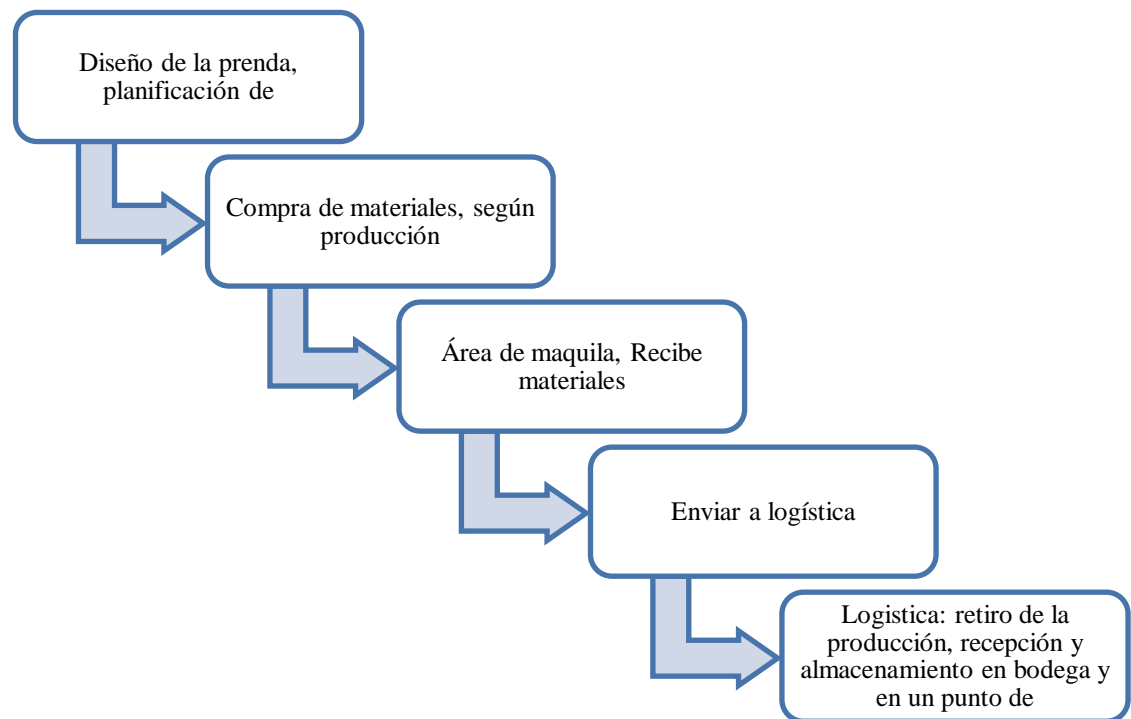 Diseño de la prenda,
planificación de
Compra de materiales, según
producción
Área de maquila, Recibe
materiales
Enviar a logística
Logistica: retiro de la
producción, recepción y
almacenamiento en bodega y
en un punto de